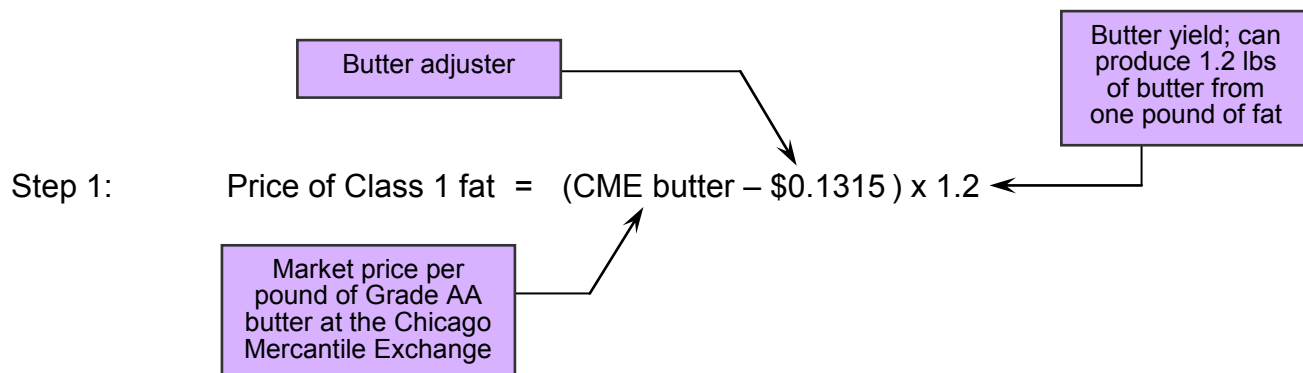 Butter adjuster
Butter yield; can
produce 1.2 lbs
of butter from
one pound of fat
Step 1: Price of Class 1 fat = (CME butter – $0.1315 ) x 1.2
Market price per
pound of Grade AA
butter at the Chicago
Mercantile Exchange